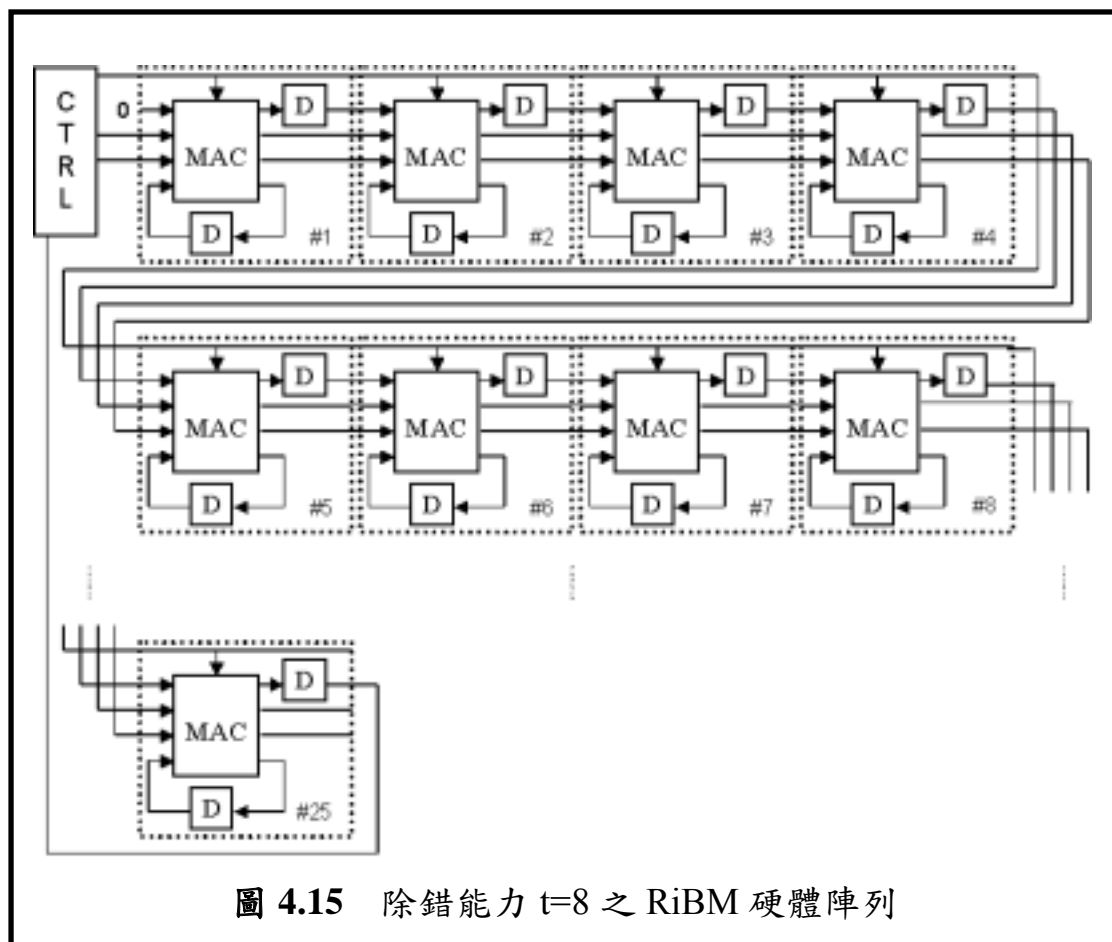 CTRL
0
D D D D
MAC MAC MAC MAC
D #1 D #2 D #3 D #4
D D D D
MAC MAC MAC MAC
D #5 D #6 D #7 D #8
D
MAC
D #25
圖 4.15 除錯能力 t=8 之 RiBM 硬體陣列